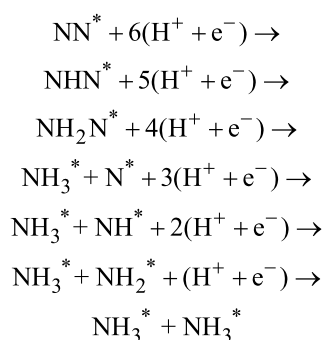 NN* + 6(H⁺ + e⁻) →
NHN* + 5(H⁺ + e⁻) →
NH₂N* + 4(H⁺ + e⁻) →
NH₃* + N* + 3(H⁺ + e⁻) →
NH₃* + NH* + 2(H⁺ + e⁻) →
NH₃* + NH₂* + (H⁺ + e⁻) →
NH₃* + NH₃*